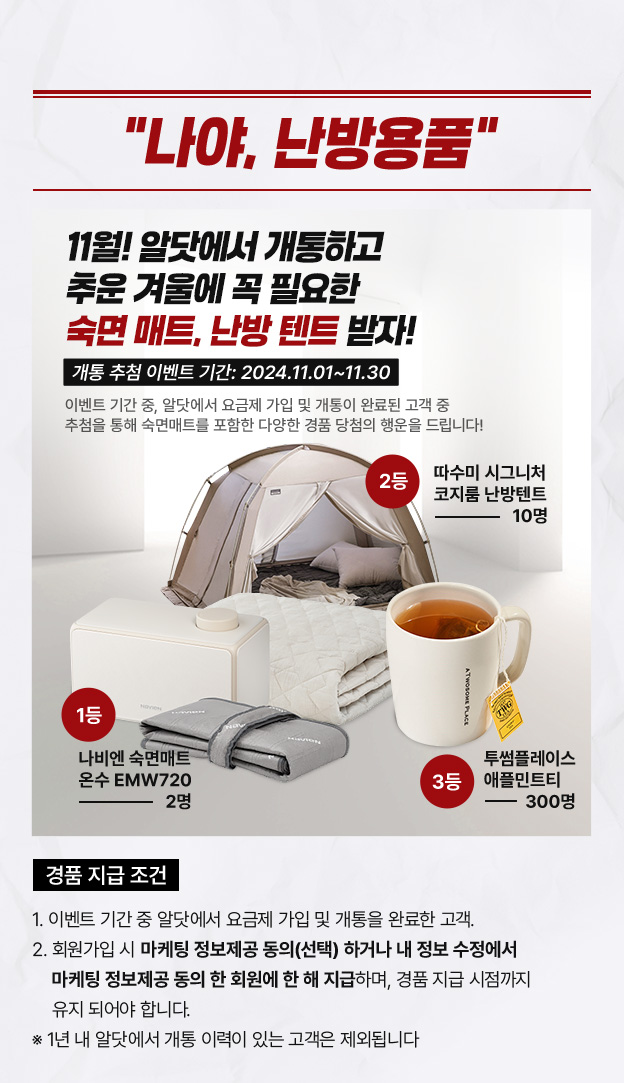 "나야, 난방용품"
11월! 알닷에서 개통하고
추운 겨울에 꼭 필요한
숙면 매트, 난방 텐트 받자!
개통 추첨 이벤트 기간: 2024.11.01~11.30
이벤트 기간 중, 알닷에서 요금제 가입 및 개통이 완료된 고객 중
추첨을 통해 숙면매트를 포함한 다양한 경품 당첨의 행운을 드립니다!
2등
따수미 시그니처
코지룸 난방텐트
10명
1등
나비엔 숙면매트
온수 EMW720
2명
A TWOSOME PLACE
TWG
3등
투썸플레이스
애플민트티
300명
경품 지급 조건
1. 이벤트 기간 중 알닷에서 요금제 가입 및 개통을 완료한 고객.
2. 회원가입 시 마케팅 정보제공 동의(선택) 하거나 내 정보 수정에서
마케팅 정보제공 동의 한 회원에 한 해 지급하며, 경품 지급 시점까지
유지 되어야 합니다.
※ 1년 내 알닷에서 개통 이력이 있는 고객은 제외됩니다